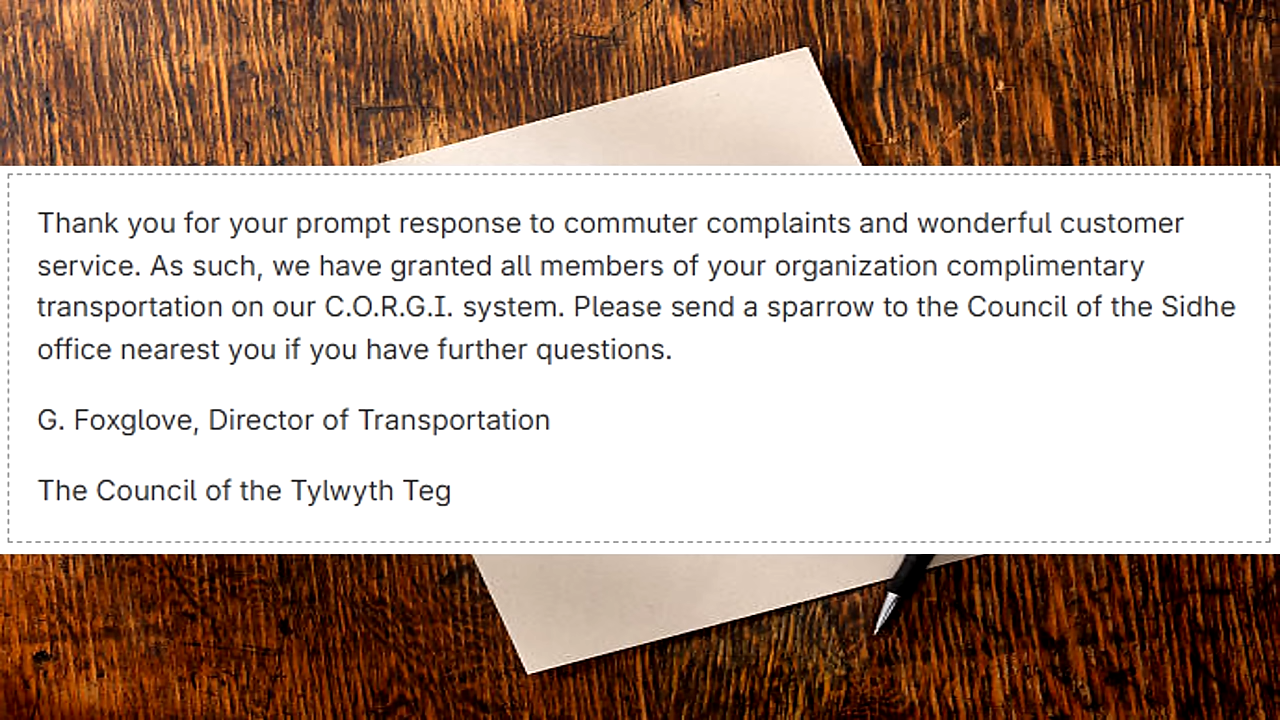 Thank you for your prompt response to commuter complaints and wonderful customer
service. As such, we have granted all members of your organization complimentary
transportation on our C.O.R.G.I. system. Please send a sparrow to the Council of the Sidhe
office nearest you if you have further questions.
G. Foxglove, Director of Transportation
The Council of the Tylwyth Teg